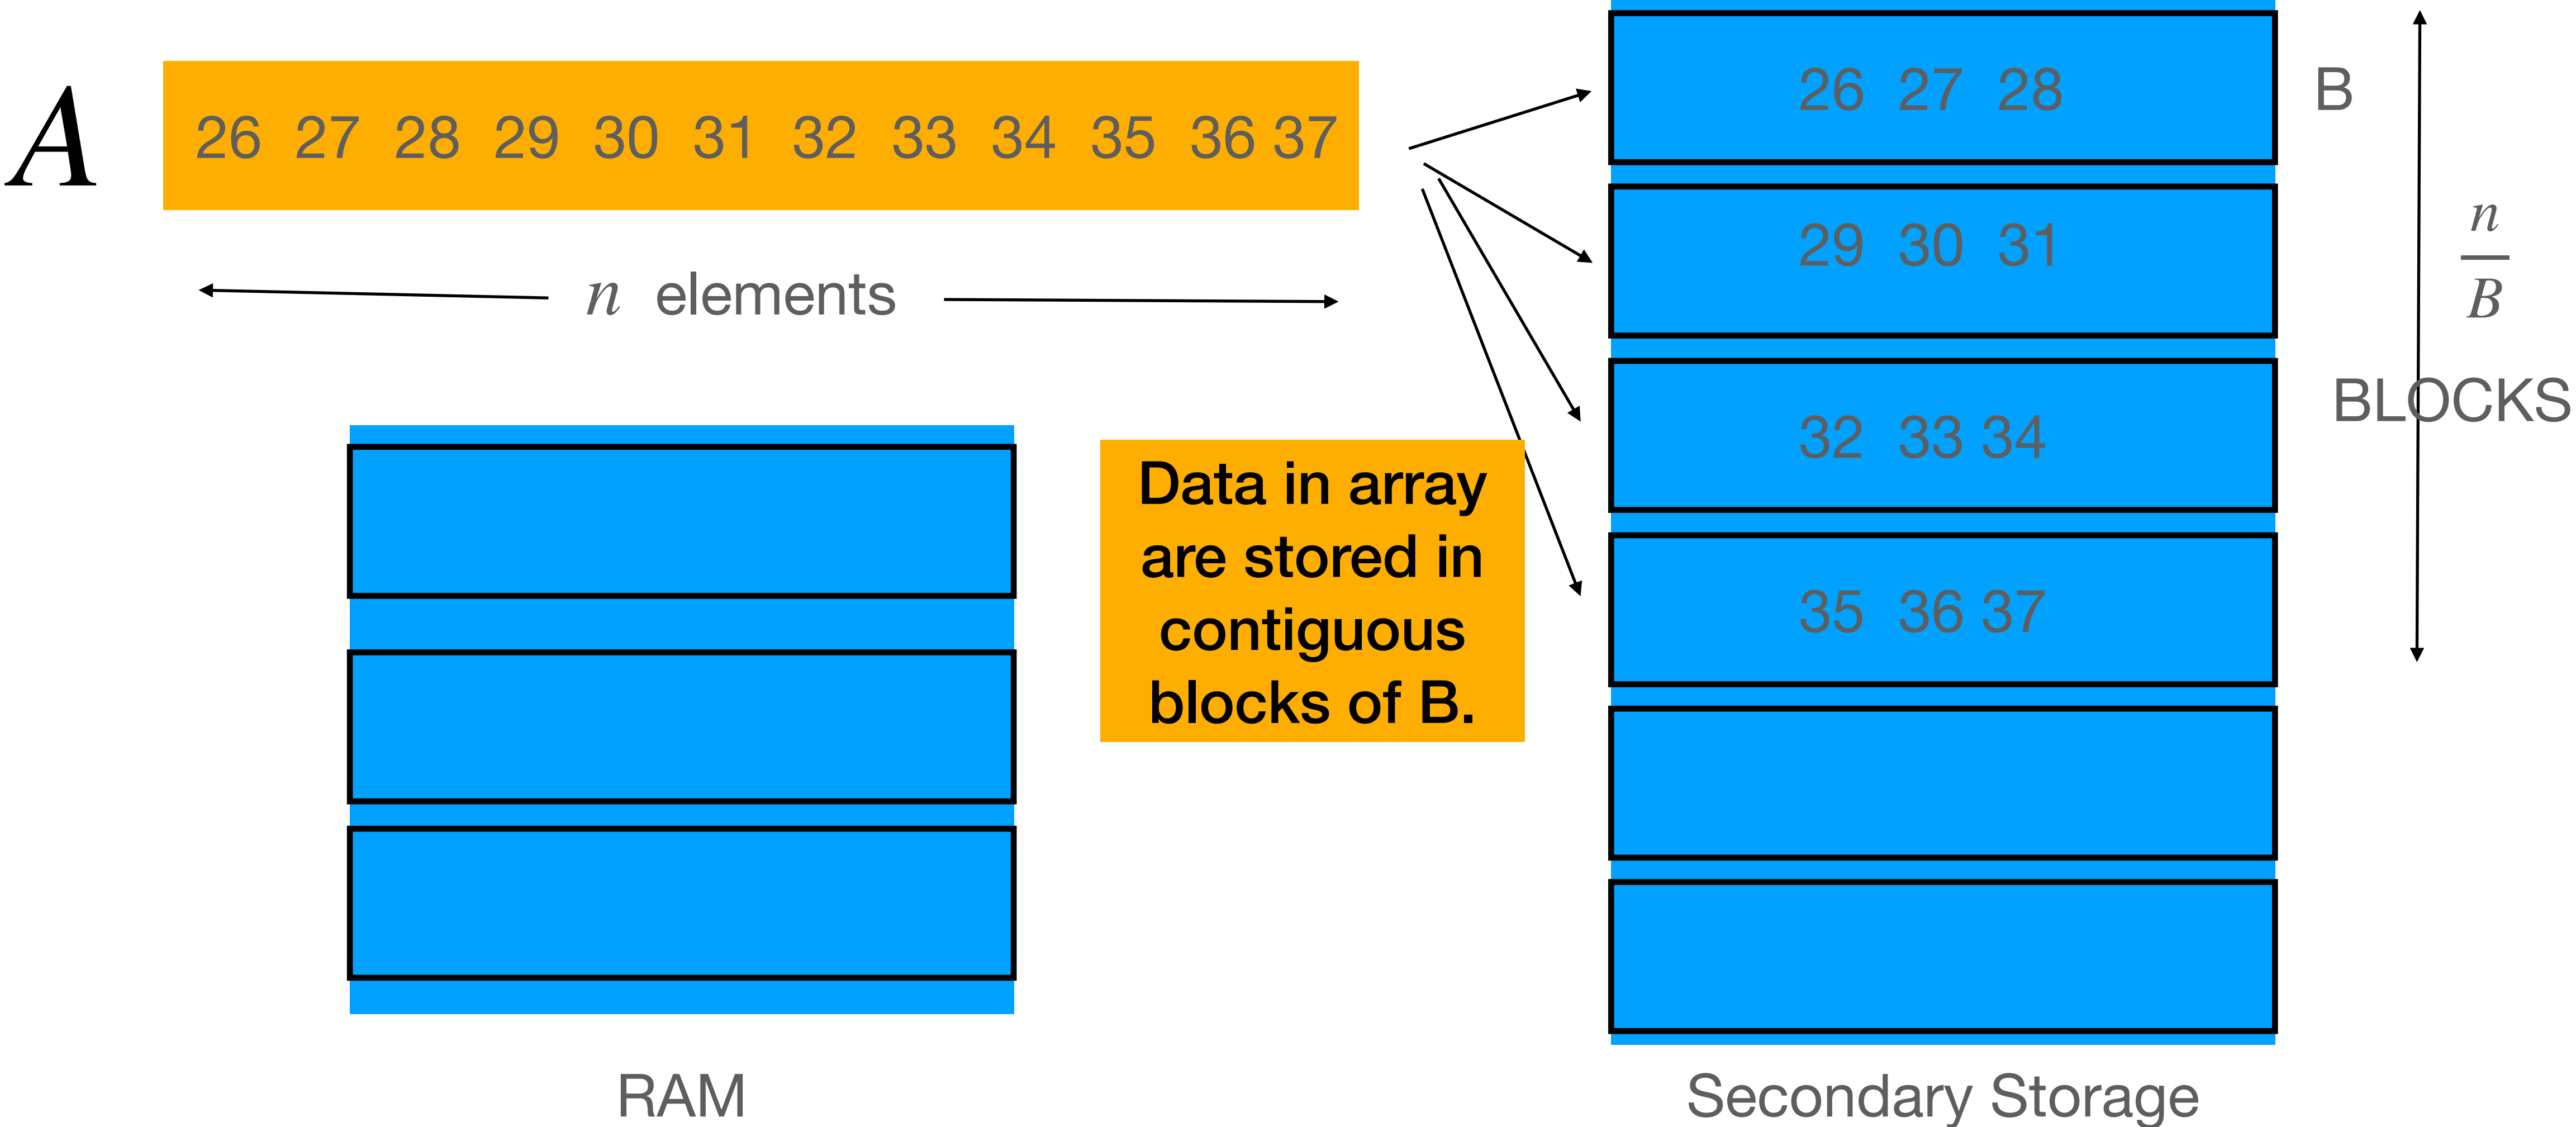 A
26 27 28 29 30 31 32 33 34 35 36 37
n elements
26 27 28
B
29 30 31
n
B
BLOCKS
32 33 34
35 36 37
Data in array
are stored in
contiguous
blocks of B.
RAM
Secondary Storage